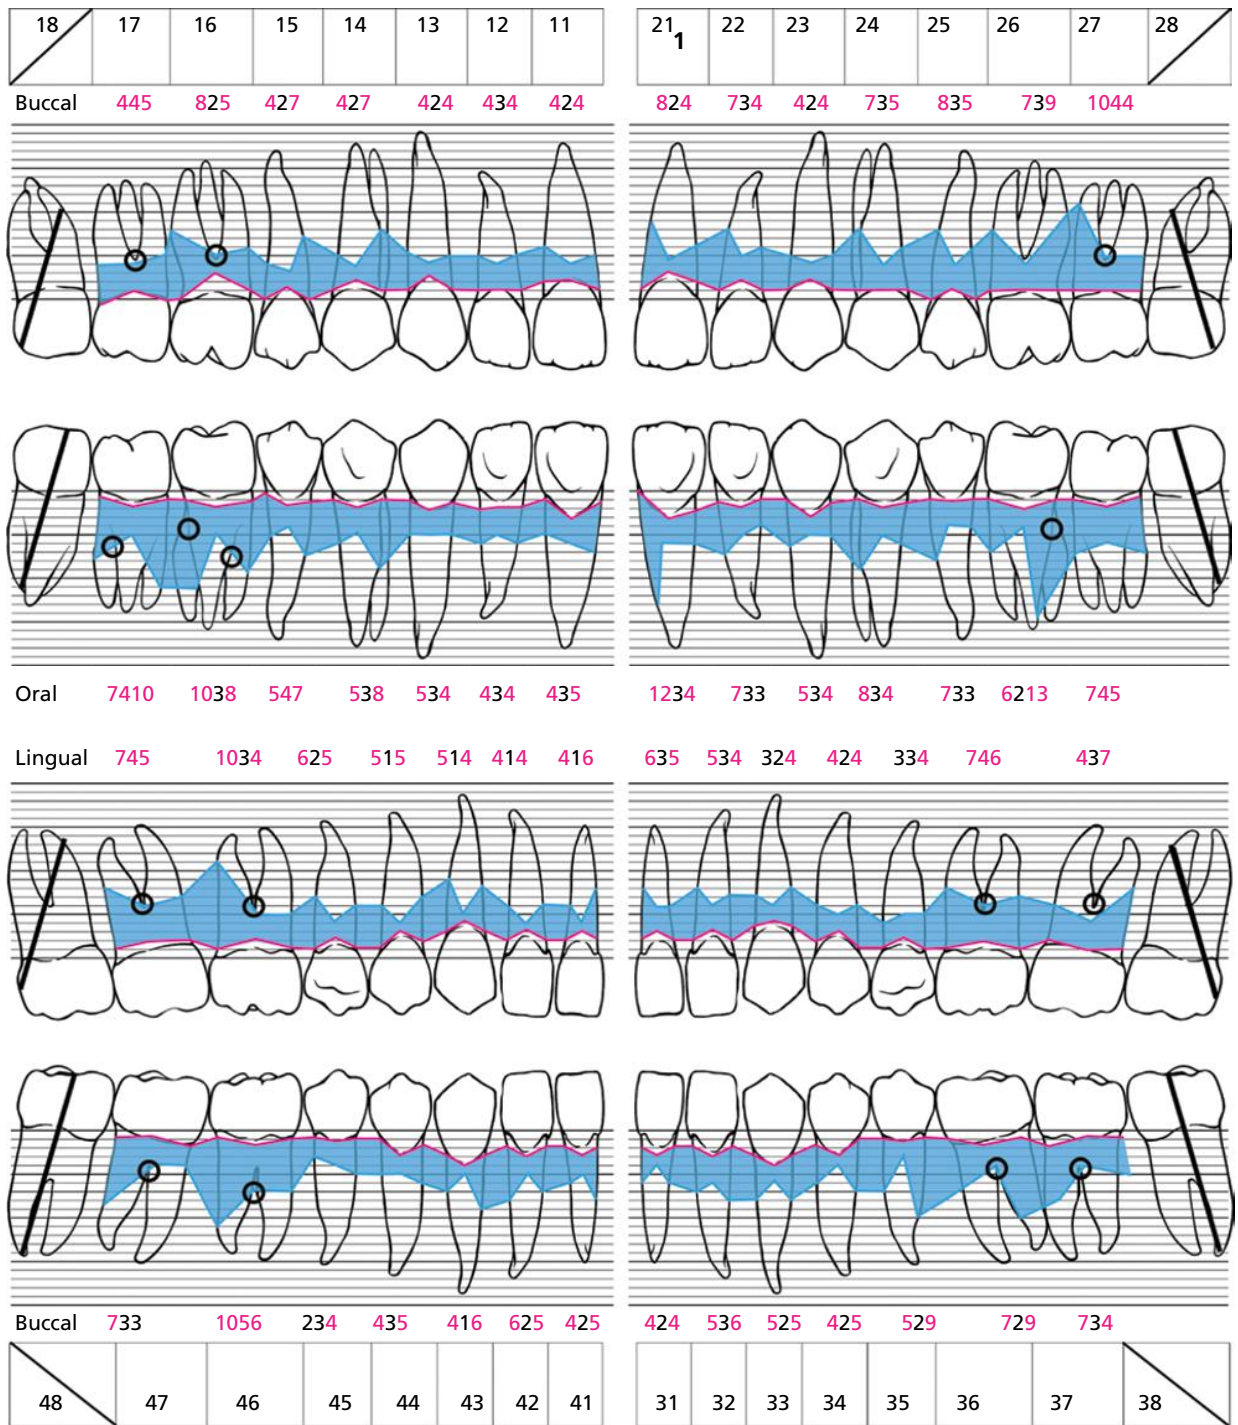 18 17 16 15 14 13 12 11 21 1 22 23 24 25 26 27 28
Buccal 445 825 427 427 424 434 424 824 734 424 735 835 739 1044
Oral 7410 1038 547 538 534 434 435 1234 733 534 834 733 6213 745
Lingual 745 1034 625 515 514 414 416 635 534 324 424 334 746 437
Buccal 733 1056 234 435 416 625 425 424 536 525 425 529 729 734
48 47 46 45 44 43 42 41 31 32 33 34 35 36 37 38